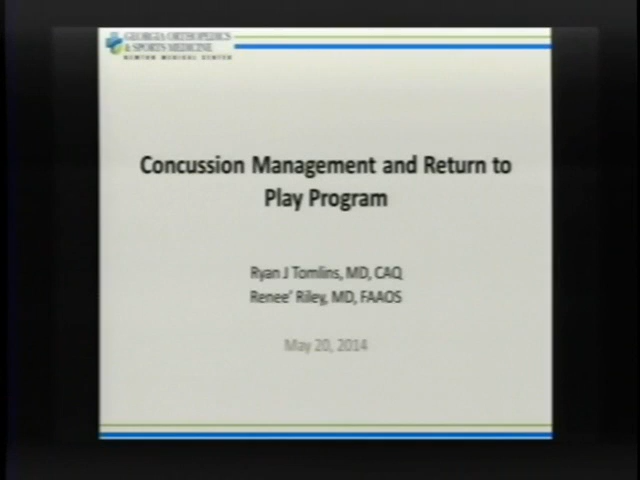 GEORGIA ORTHOPEDICS
& SPORTS MEDICINE
NEWTON MEDICAL CENTER
Concussion Management and Return to
Play Program
Ryan J Tomlins, MD, CAQ
Renee' Riley, MD, FAAOS
May 20, 2014